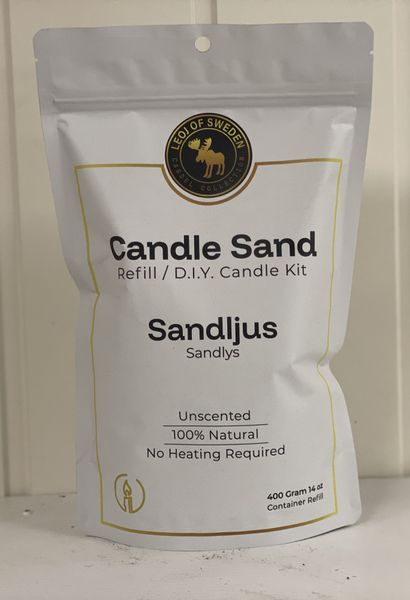 LEOJ OF SWEDEN
CANDEL COLLECTION
Candle Sand
Refill / D.I.Y. Candle Kit
Sandljus
Sandlys
Unscented
100% Natural
No Heating Required
400 Gram 14 oz
Container Refill